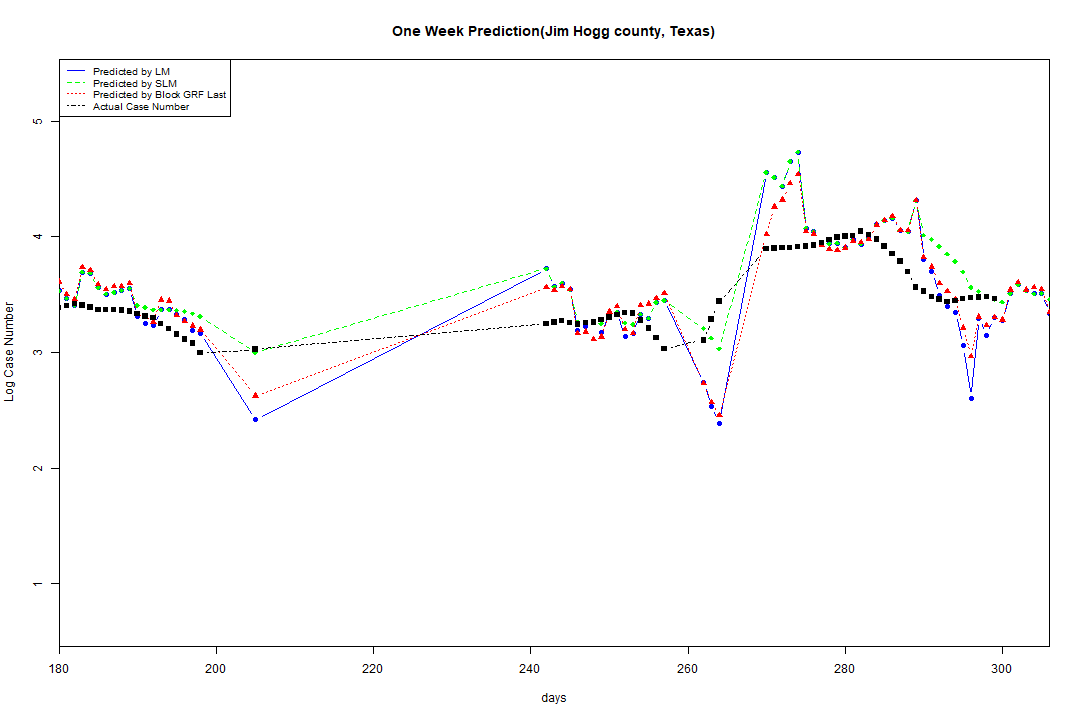 One Week Prediction(Jim Hogg county, Texas)
Predicted by LM
Predicted by SLM
Predicted by Block GRF Last
Actual Case Number
Log Case Number
5
4
3
2
1
180 200 220 240 260 280 300
days